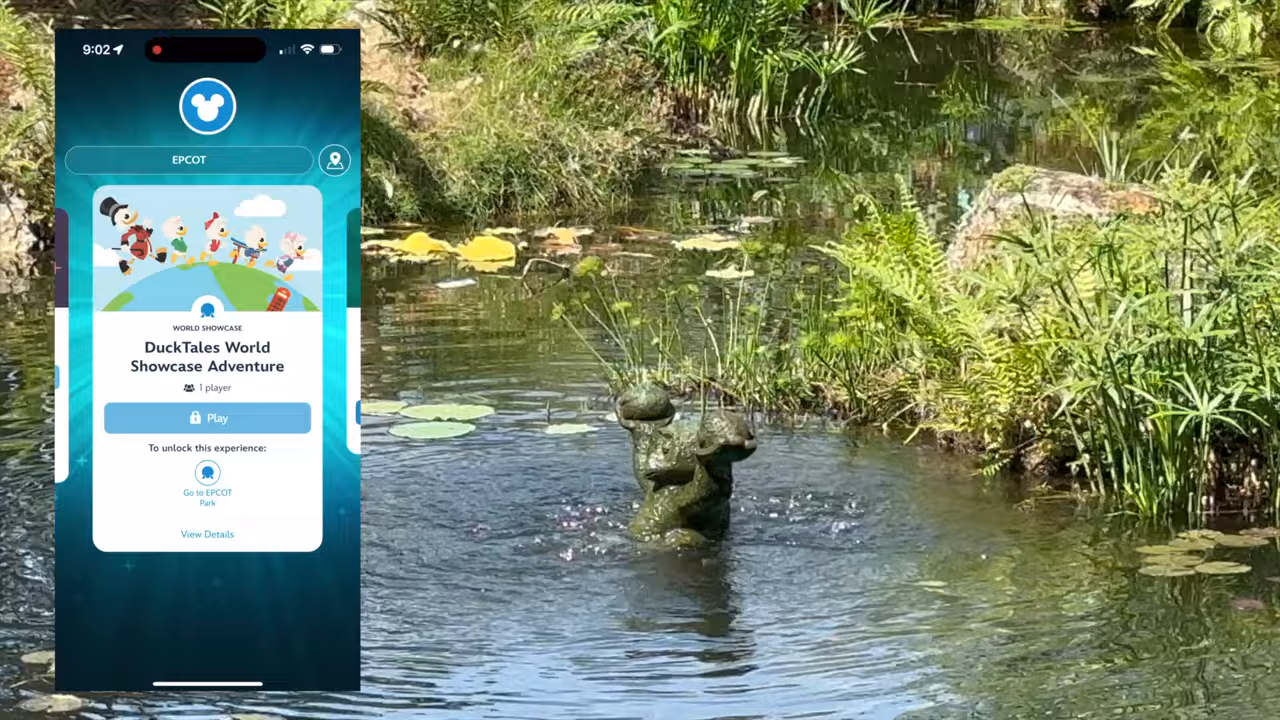 9:02
EPCOT
WORLD SHOWCASE
DuckTales World
Showcase Adventure
1 player
Play
To unlock this experience:
Go to EPCOT
Park
View Details